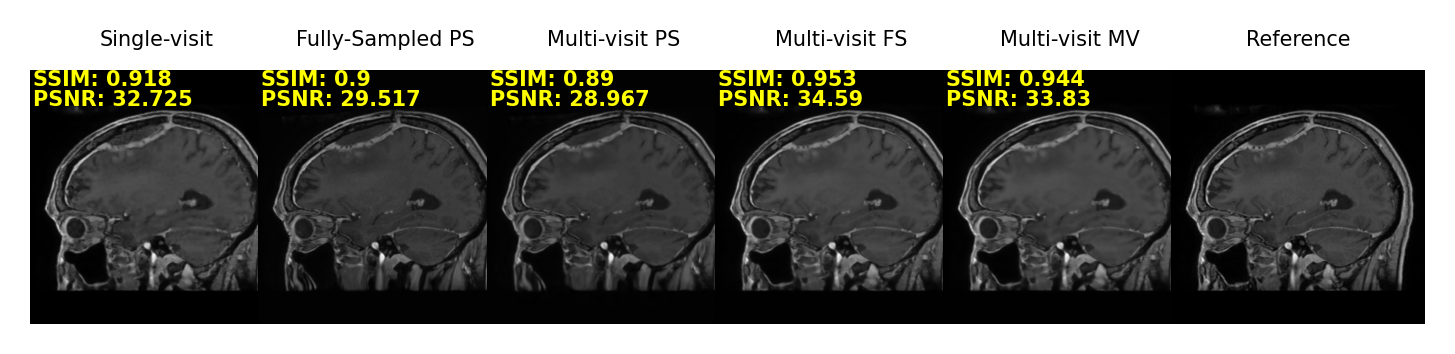 Single-visit Fully-Sampled PS Multi-visit PS Multi-visit FS Multi-visit MV Reference
SSIM: 0.918 SSIM: 0.9 SSIM: 0.89 SSIM: 0.953 SSIM: 0.944
PSNR: 32.725 PSNR: 29.517 PSNR: 28.967 PSNR: 34.59 PSNR: 33.83